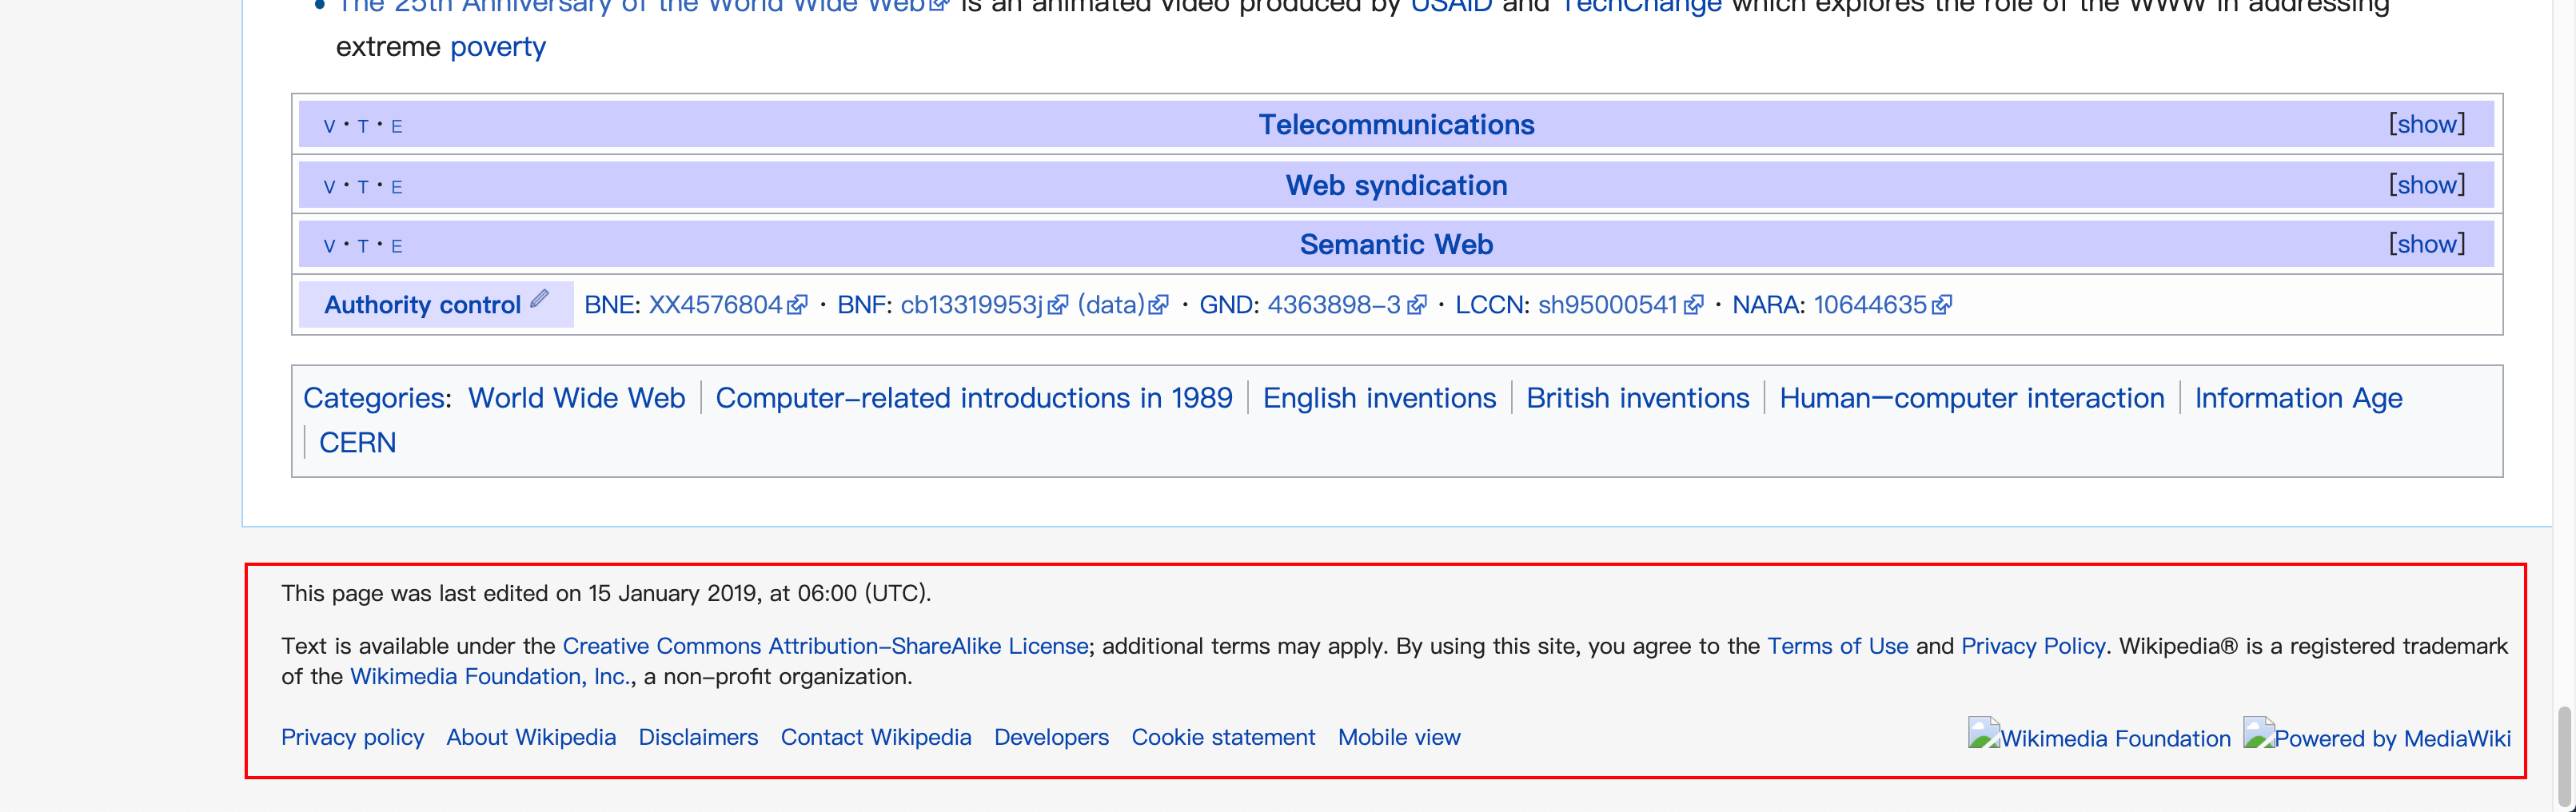 The 25th Anniversary of the World Wide Web is an animated video produced by USAID and TechChange which explores the role of the WWW in addressing
extreme poverty
V · T · E Telecommunications [show]
V · T · E Web syndication [show]
V · T · E Semantic Web [show]
Authority control BNE: XX4576804 · BNF: cb13319953j (data) · GND: 4363898-3 · LCCN: sh95000541 · NARA: 10644635
Categories: World Wide Web | Computer-related introductions in 1989 | English inventions | British inventions | Human–computer interaction | Information Age
| CERN
This page was last edited on 15 January 2019, at 06:00 (UTC).
Text is available under the Creative Commons Attribution-ShareAlike License; additional terms may apply. By using this site, you agree to the Terms of Use and Privacy Policy. Wikipedia® is a registered trademark
of the Wikimedia Foundation, Inc., a non-profit organization.
Privacy policy About Wikipedia Disclaimers Contact Wikipedia Developers Cookie statement Mobile view Wikimedia Foundation Powered by MediaWiki